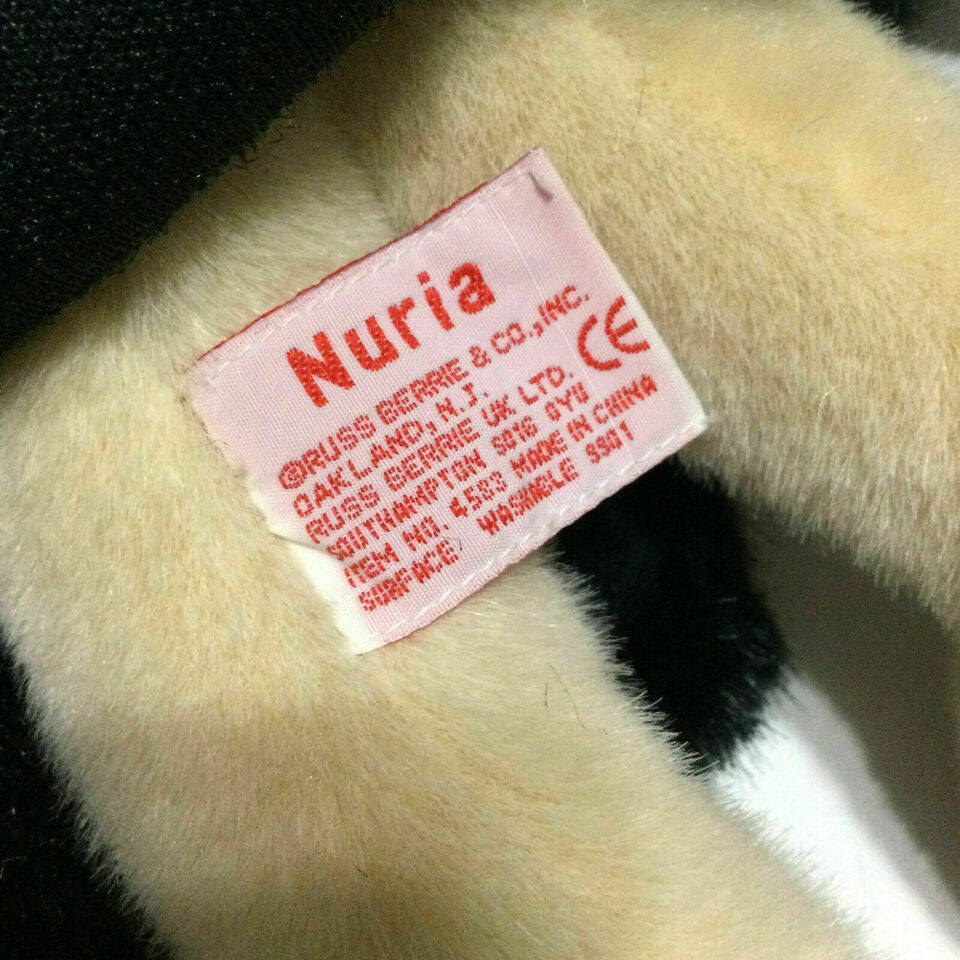 Nuria
©RUSS BERRIE & CO.,INC.
OAKLAND, N.J.
RUSS BERRIE UK LTD.
SOUTHAMPTON SO16 0YU
ITEM NO. 4583 MADE IN CHINA
SURFACE WASHABLE
CE